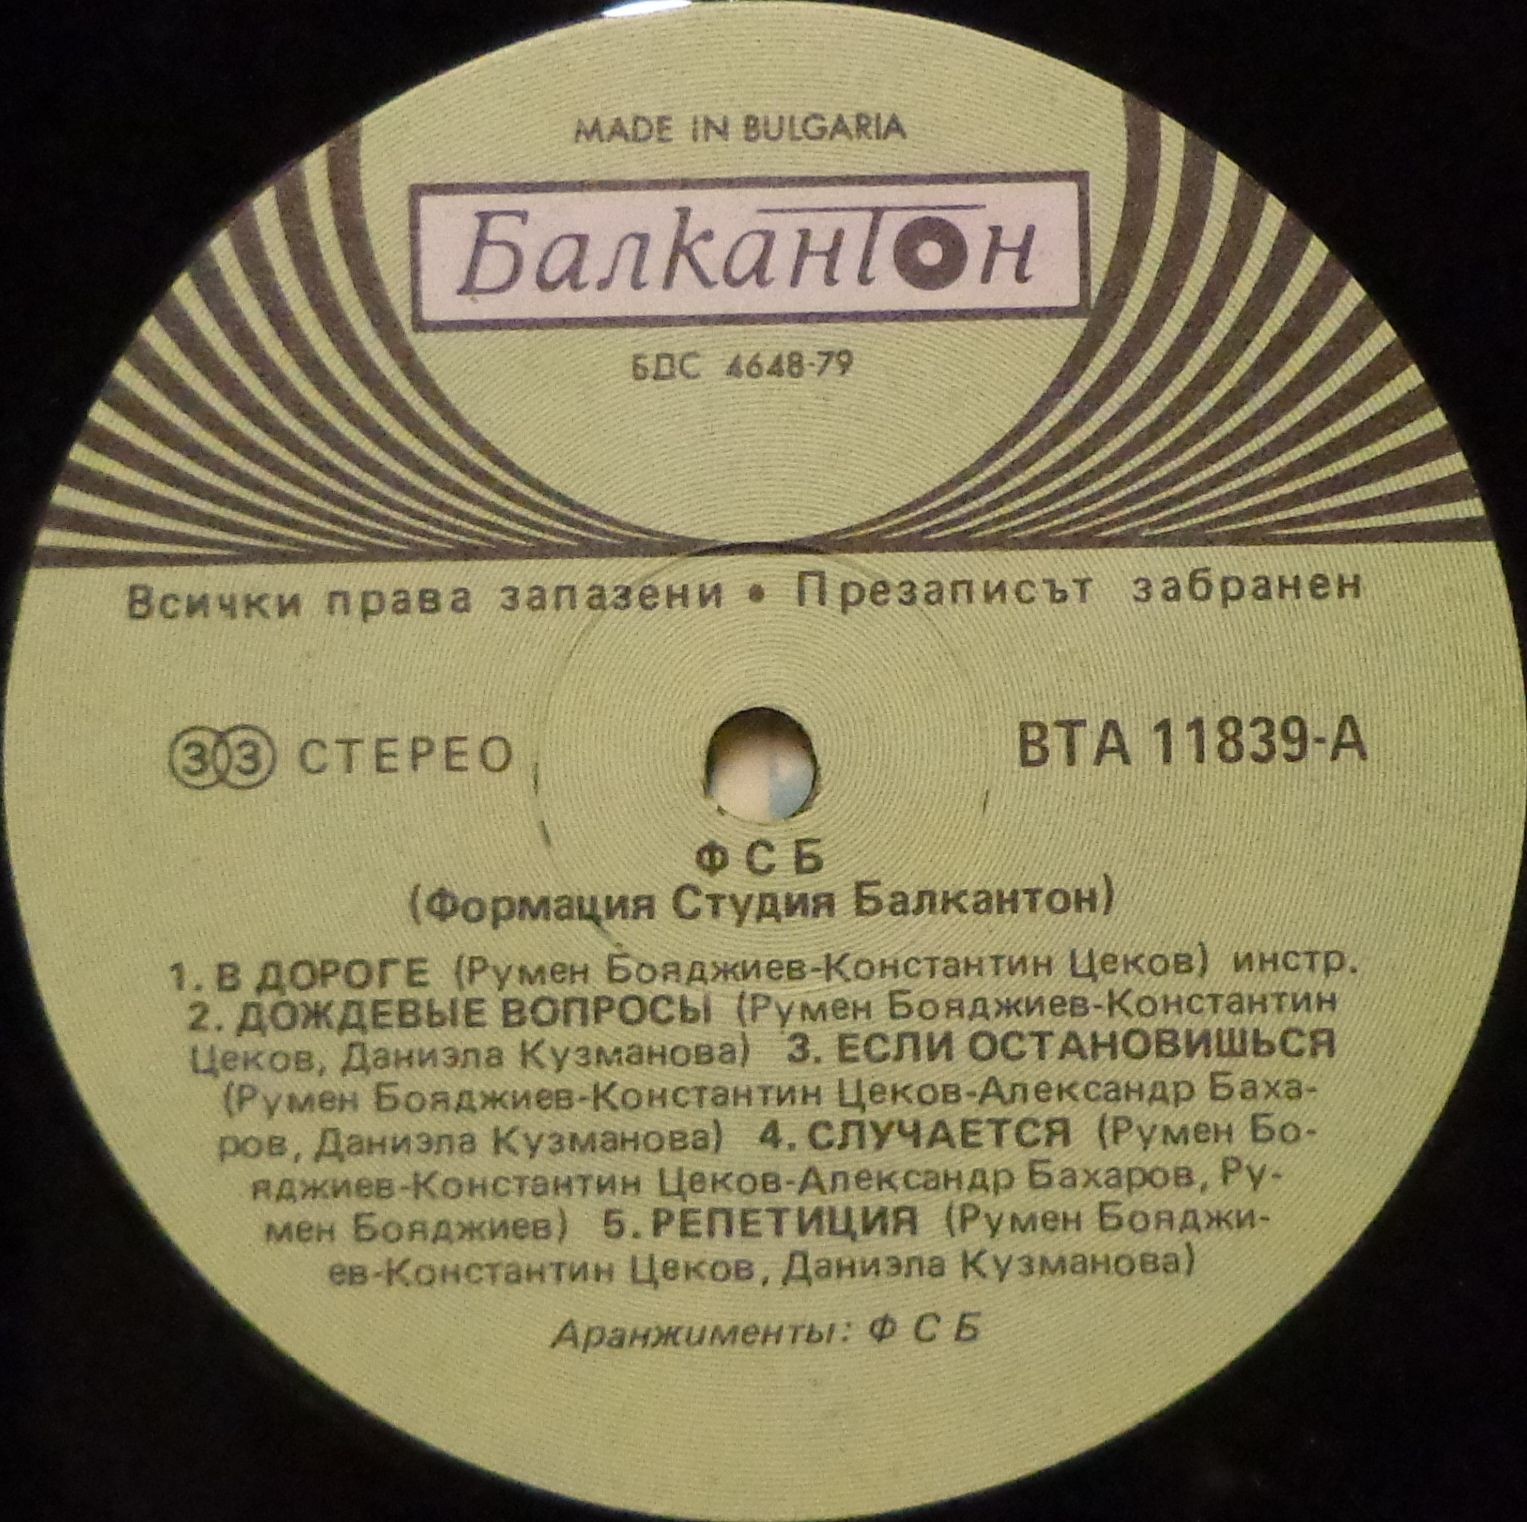 MADE IN BULGARIA
Балкантон
БДС 4648-79
Всички права запазени • Презаписът забранен
33 СТЕРЕО
ВТА 11839-А
Ф С Б
(Формация Студия Балкантон)
1. В ДОРОГЕ (Румен Бояджиев-Константин Цеков) инстр.
2. ДОЖДЕВЫЕ ВОПРОСЫ (Румен Бояджиев-Константин
Цеков, Даниэла Кузманова) 3. ЕСЛИ ОСТАНОВИШЬСЯ
(Румен Бояджиев-Константин Цеков-Александр Баха-
ров, Даниэла Кузманова) 4. СЛУЧАЕТСЯ (Румен Бо-
яджиев-Константин Цеков-Александр Бахаров, Ру-
мен Бояджиев) 5. РЕПЕТИЦИЯ (Румен Бояджи-
ев-Константин Цеков, Даниэла Кузманова)
Аранжименты: Ф С Б